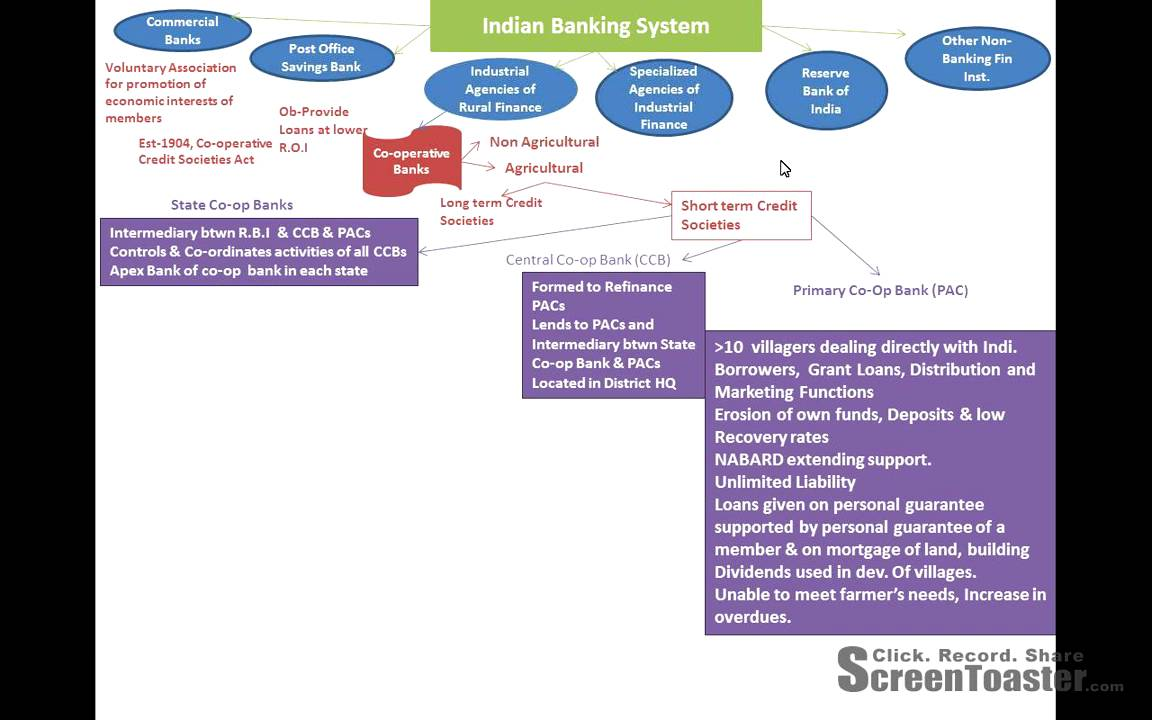 Indian Banking System
Commercial
Banks
Post Office
Savings Bank
Industrial
Agencies of
Rural Finance
Specialized
Agencies of
Industrial
Finance
Reserve
Bank of
India
Other Non-
Banking Fin
Inst.
Voluntary Association
for promotion of
economic interests of
members
Est-1904, Co-operative
Credit Societies Act
Ob-Provide
Loans at lower
R.O.I
Co-operative
Banks
Non Agricultural
Agricultural
Long term Credit
Societies
Short term Credit
Societies
State Co-op Banks
Intermediary btwn R.B.I & CCB & PACs
Controls & Co-ordinates activities of all CCBs
Apex Bank of co-op bank in each state
Central Co-op Bank (CCB)
Formed to Refinance
PACs
Lends to PACs and
Intermediary btwn State
Co-op Bank & PACs
Located in District HQ
Primary Co-Op Bank (PAC)
>10 villagers dealing directly with Indi.
Borrowers, Grant Loans, Distribution and
Marketing Functions
Erosion of own funds, Deposits & low
Recovery rates
NABARD extending support.
Unlimited Liability
Loans given on personal guarantee
supported by personal guarantee of a
member & on mortgage of land, building
Dividends used in dev. Of villages.
Unable to meet farmer's needs, Increase in
overdues.
Click. Record. Share
ScreenToaster.com